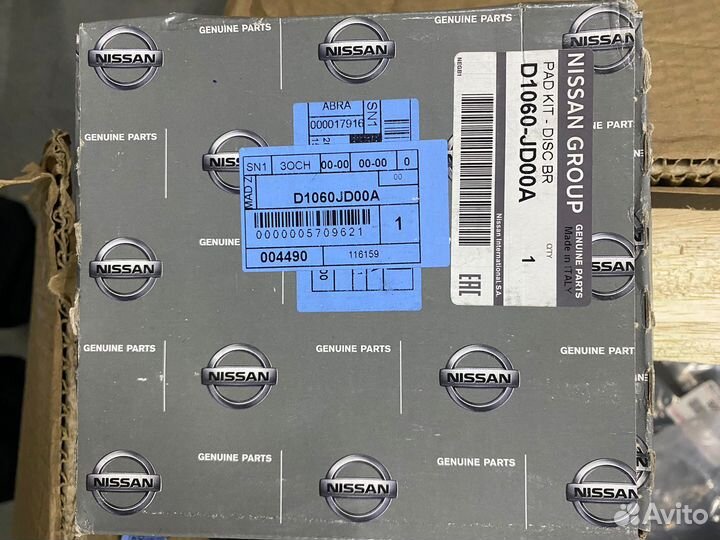 GENUINE PARTS
NISSAN
GENUINE PARTS
NISSAN
GENUINE PARTS
NISSAN
NISSAN GROUP
GENUINE PARTS
Made in ITALY
PAD KIT - DISC BR
D1060-JD00A
QTY
1
Nissan International, S.A.
EAC
ABRA
SN1
000017916
SN1
3OCH
00-00
00-00
0
00
D1060JD00A
0000005709621
1
004490
116159
GENUINE PARTS
NISSAN
NISSAN
GENUINE PARTS
NISSAN
GENUINE PARTS
GENUINE PARTS
GENUINE PARTS
NISSAN
NISSAN
GENUINE PARTS
GENUINE PARTS
GENUINE PARTS
NISSAN
NISSAN
NISSAN
Avito